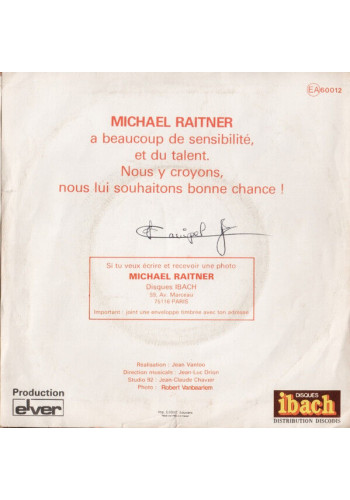 EA 60012
MICHAEL RAITNER
a beaucoup de sensibilité,
et du talent.
Nous y croyons,
nous lui souhaitons bonne chance !
Si tu veux écrire et recevoir une photo
MICHAEL RAITNER
Disques IBACH
59, Av. Marceau
75116 PARIS
Important : joint une enveloppe timbrée avec ton adresse
Réalisation : Jean Vanloo
Direction musicale : Jean-Luc Drion
Studio 92 : Jean-Claude Chavan
Photo : Robert Vanbaarlem
Production
elver
DISQUES
ibach
DISTRIBUTION DISCODIS